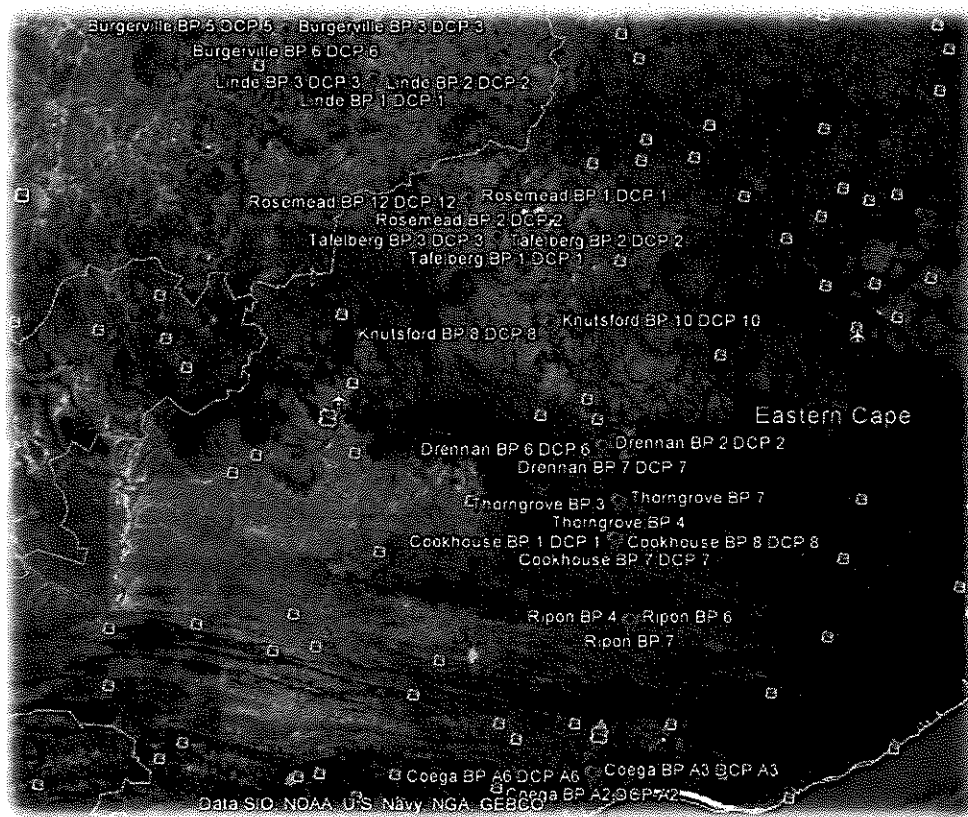 Burgerville BP 5 DCP 5 Burgerville BP 3 DCP 3
Burgerville BP 6 DCP 6
Linde BP 3 DCP 3 Linde BP 2 DCP 2
Linde BP 1 DCP 1
Rosemead BP 12 DCP 12 Rosemead BP 1 DCP 1
Rosemead BP 2 DCP 2
Tafelberg BP 3 DCP 3 Tafelberg BP 2 DCP 2
Tafelberg BP 1 DCP 1
Knutsford BP 10 DCP 10
Knutsford BP 8 DCP 8
Eastern Cape
Drennan BP 6 DCP 6 Drennan BP 2 DCP 2
Drennan BP 7 DCP 7
Thorngrove BP 3 Thorngrove BP 7
Thorngrove BP 4
Cookhouse BP 1 DCP 1 Cookhouse BP 8 DCP 8
Cookhouse BP 7 DCP 7
Ripon BP 4 Ripon BP 6
Ripon BP 7
Coega BP A6 DCP A6 Coega BP A3 DCP A3
Coega BP A2 DCP A2
Data SIO, NOAA, U.S. Navy, NGA, GEBCO